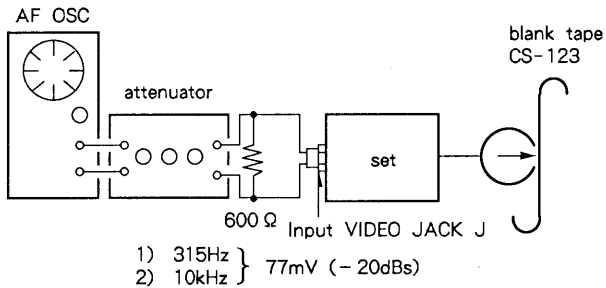 AF OSC
attenuator
blank tape
CS-123
set
600 Ω
Input VIDEO JACK J
1) 315Hz
2) 10kHz
77mV (− 20dBs)